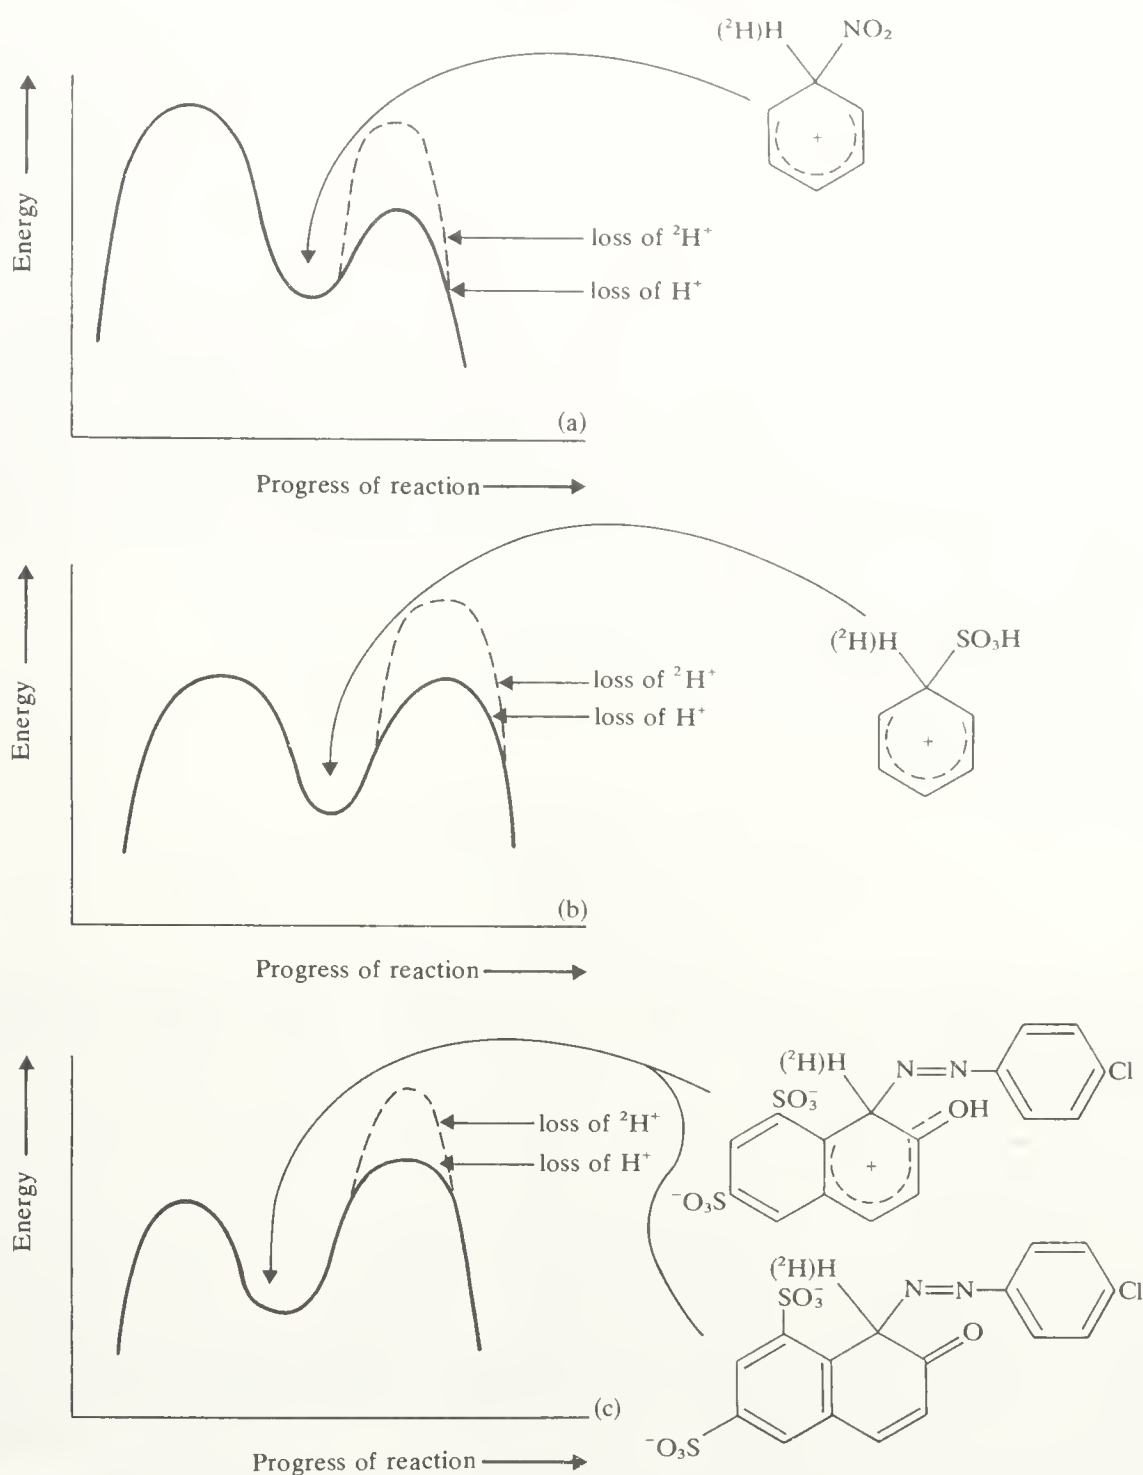 (²H)H NO₂
Energy
loss of ²H⁺
loss of H⁺
(a)
Progress of reaction
+
(²H)H SO₃H
Energy
loss of ²H⁺
loss of H⁺
+
(b)
Progress of reaction
Energy
(²H)H N=N Cl
SO₃⁻ OH
loss of ²H⁺
loss of H⁺
+
⁻O₃S
(²H)H N=N Cl
SO₃⁻ O
(c)
⁻O₃S
Progress of reaction